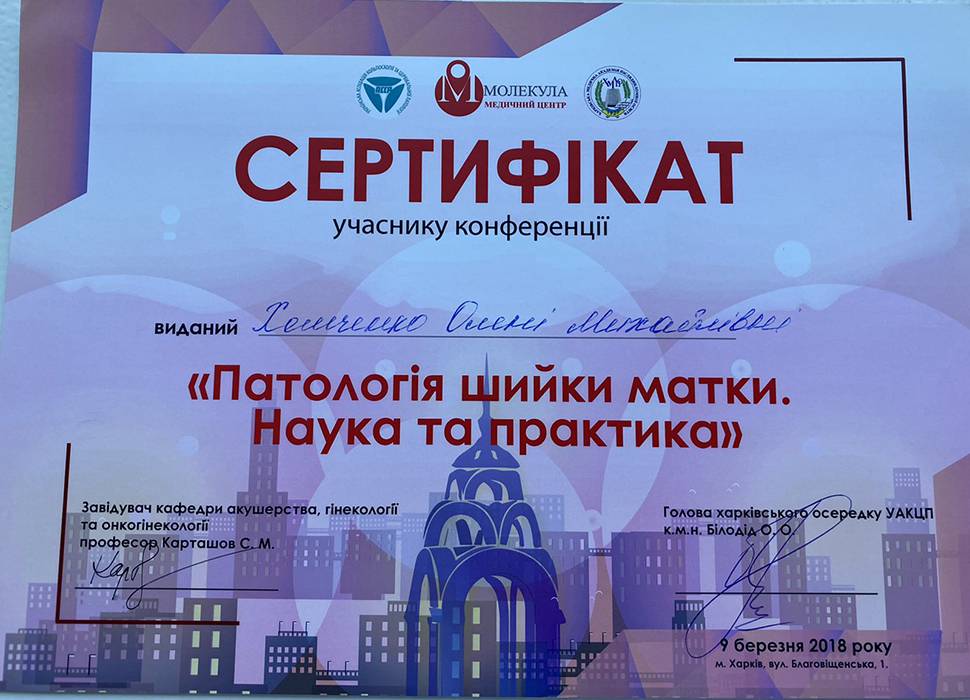 МОЛЕКУЛА
МЕДИЧНИЙ ЦЕНТР
СЕРТИФІКАТ
учаснику конференції
виданий Хомченко Олені Михайлівні
«Патологія шийки матки.
Наука та практика»
Завідувач кафедри акушерства, гінекології
та онкогінекології
професор Карташов С. М.
Голова харківського осередку УАКЦП
к.м.н. Білодід О. О.
9 березня 2018 року
м. Харків, вул. Благовіщенська, 1.